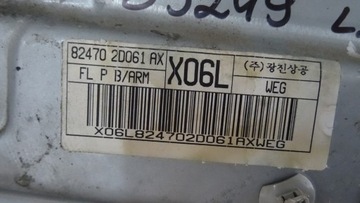 82470 2D061 AX
X06L
(주)광진상공
FL P B/ARM
WEG
X06L824702D061AXWEG